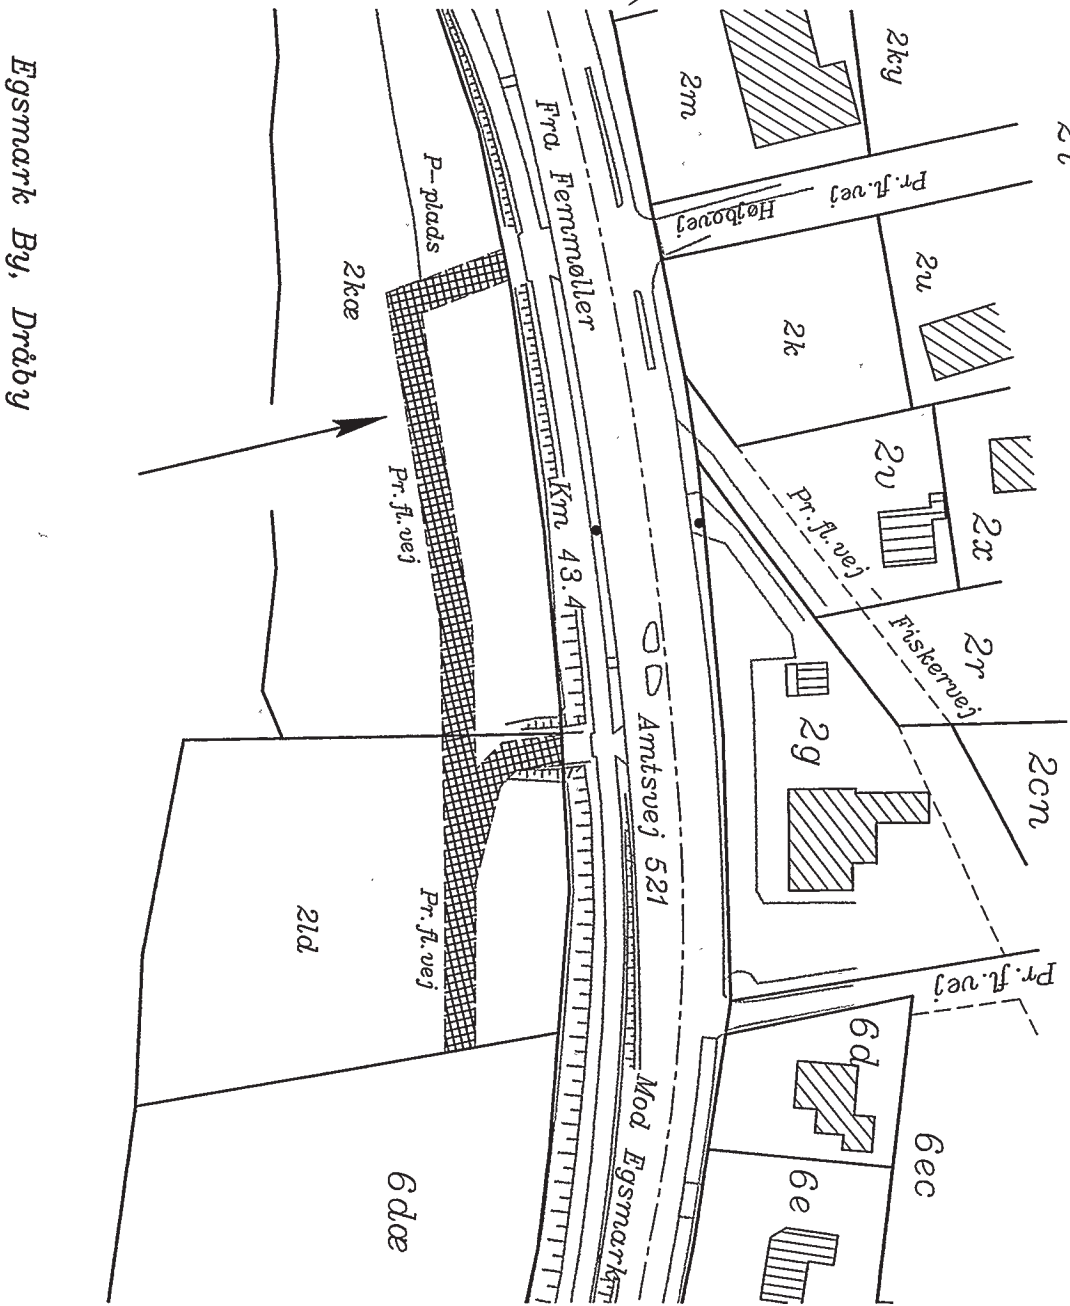 2ky
2m
Pr.fl.vej
Højbovej
2u
2k
Fra Femmøller
P-plads
2kæ
Pr.fl.vej
Km 43.4
2v
2x
Pr.fl.vej
Fiskervej
2r
2g
2cn
Amtsvej 521
2ld
Pr.fl.vej
Pr.fl.vej
6d
6ec
6e
Mod Egsmark
6dæ
Egsmark By, Dråby